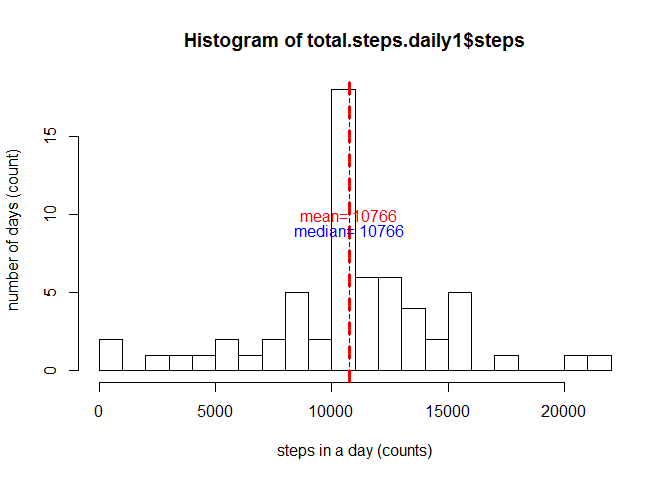 Histogram of total.steps.daily1$steps
number of days (count)
15
10
5
0
mean= 10766
median= 10766
0 5000 10000 15000 20000
steps in a day (counts)